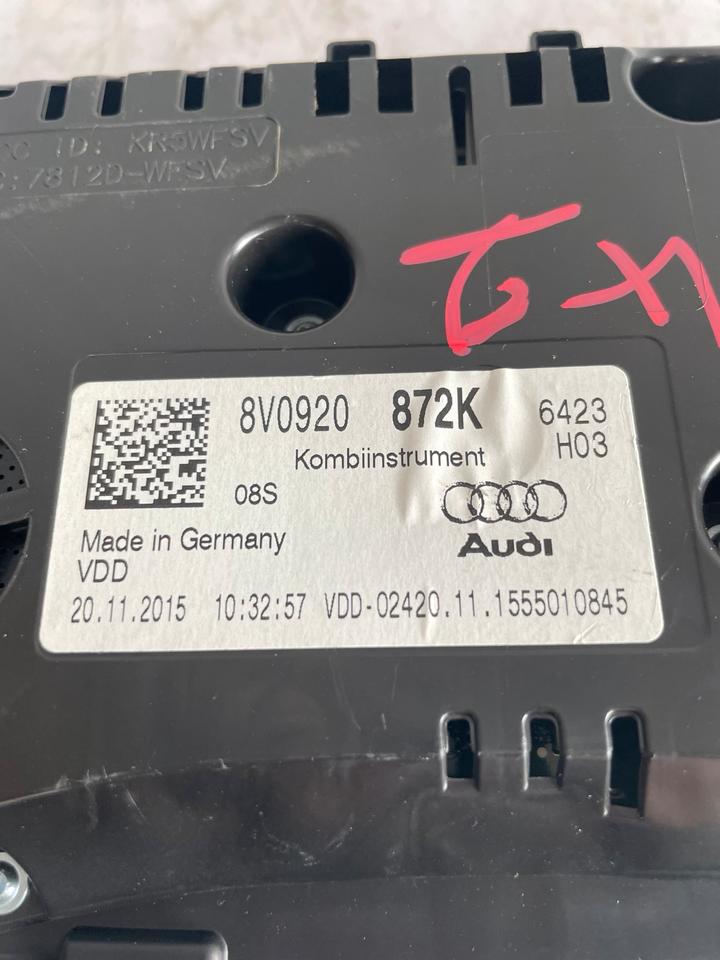 CC ID: KR5WFSV
C:7812D-WFSV
8V0920 872K 6423
Kombiinstrument H03
08S
Audi
Made in Germany
VDD
20.11.2015 10:32:57 VDD-02420.11.1555010845